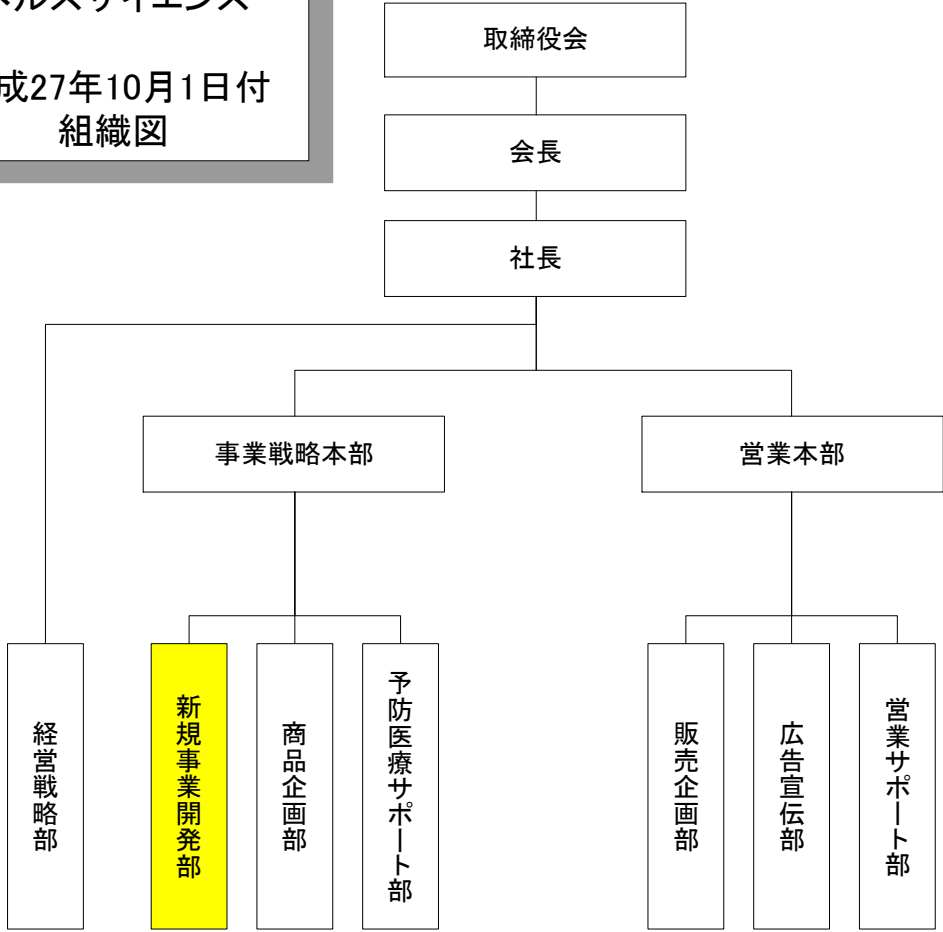 ヘルスサイエンス
成27年10月1日付
組織図
取締役会
会長
社長
事業戦略本部
営業本部
経営戦略部
新規事業開発部
商品企画部
予防医療サポート部
販売企画部
広告宣伝部
営業サポート部